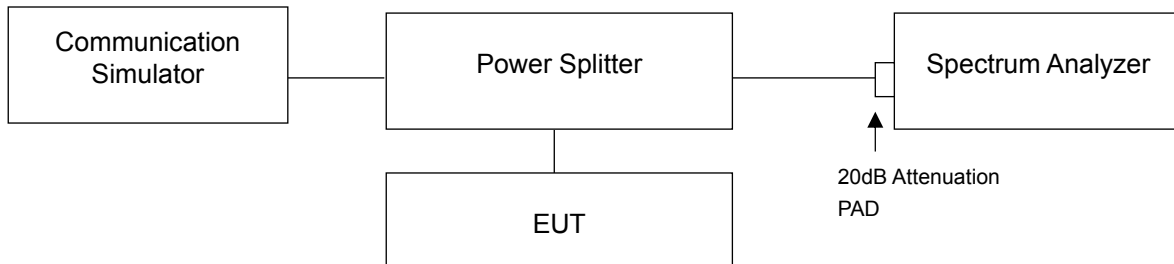 Communication
Simulator
Power Splitter
Spectrum Analyzer
20dB Attenuation
PAD
EUT